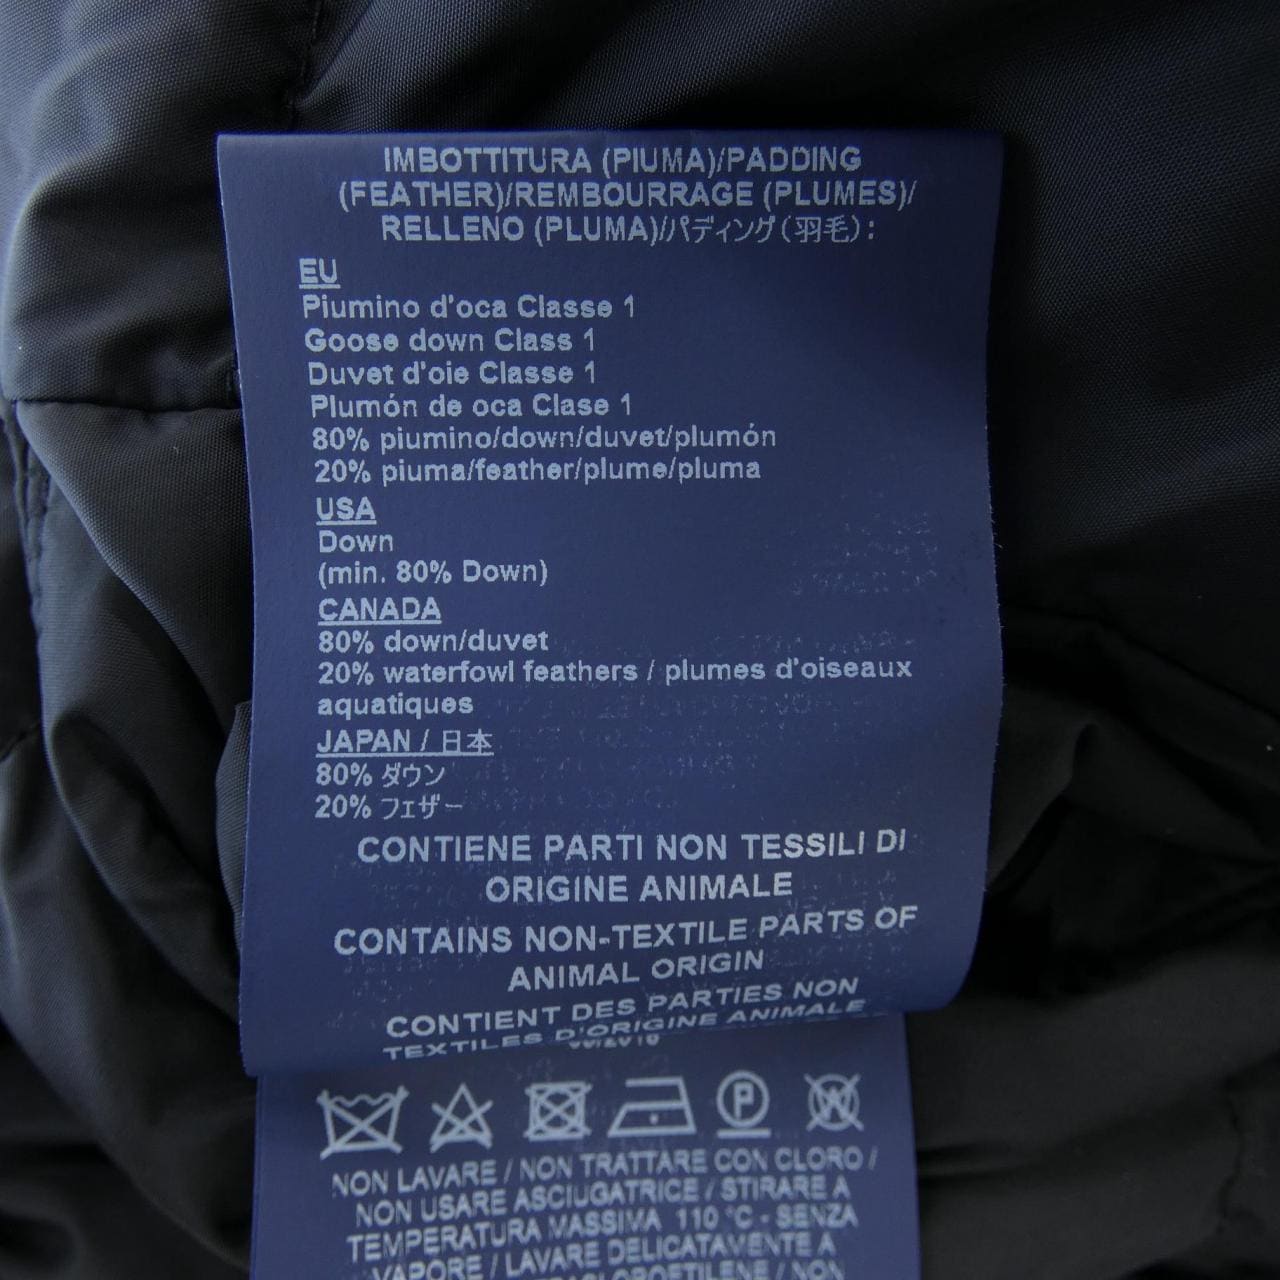 IMBOTTITURA (PIUMA)/PADDING
(FEATHER)/REMBOURRAGE (PLUMES)/
RELLENO (PLUMA)/パディング(羽毛):
EU
Piumino d'oca Classe 1
Goose down Class 1
Duvet d'oie Classe 1
Plumón de oca Clase 1
80% piumino/down/duvet/plumón
20% piuma/feather/plume/pluma
USA
Down
(min. 80% Down)
CANADA
80% down/duvet
20% waterfowl feathers / plumes d'oiseaux
aquatiques
JAPAN / 日本
80% ダウン
20% フェザー
CONTIENE PARTI NON TESSILI DI
ORIGINE ANIMALE
CONTAINS NON-TEXTILE PARTS OF
ANIMAL ORIGIN
CONTIENT DES PARTIES NON
TEXTILES D'ORIGINE ANIMALE
P W
NON LAVARE / NON TRATTARE CON CLORO /
NON USARE ASCIUGATRICE / STIRARE A
TEMPERATURA MASSIMA 110 °C - SENZA
VAPORE / LAVARE DELICATAMENTE A
/ NON